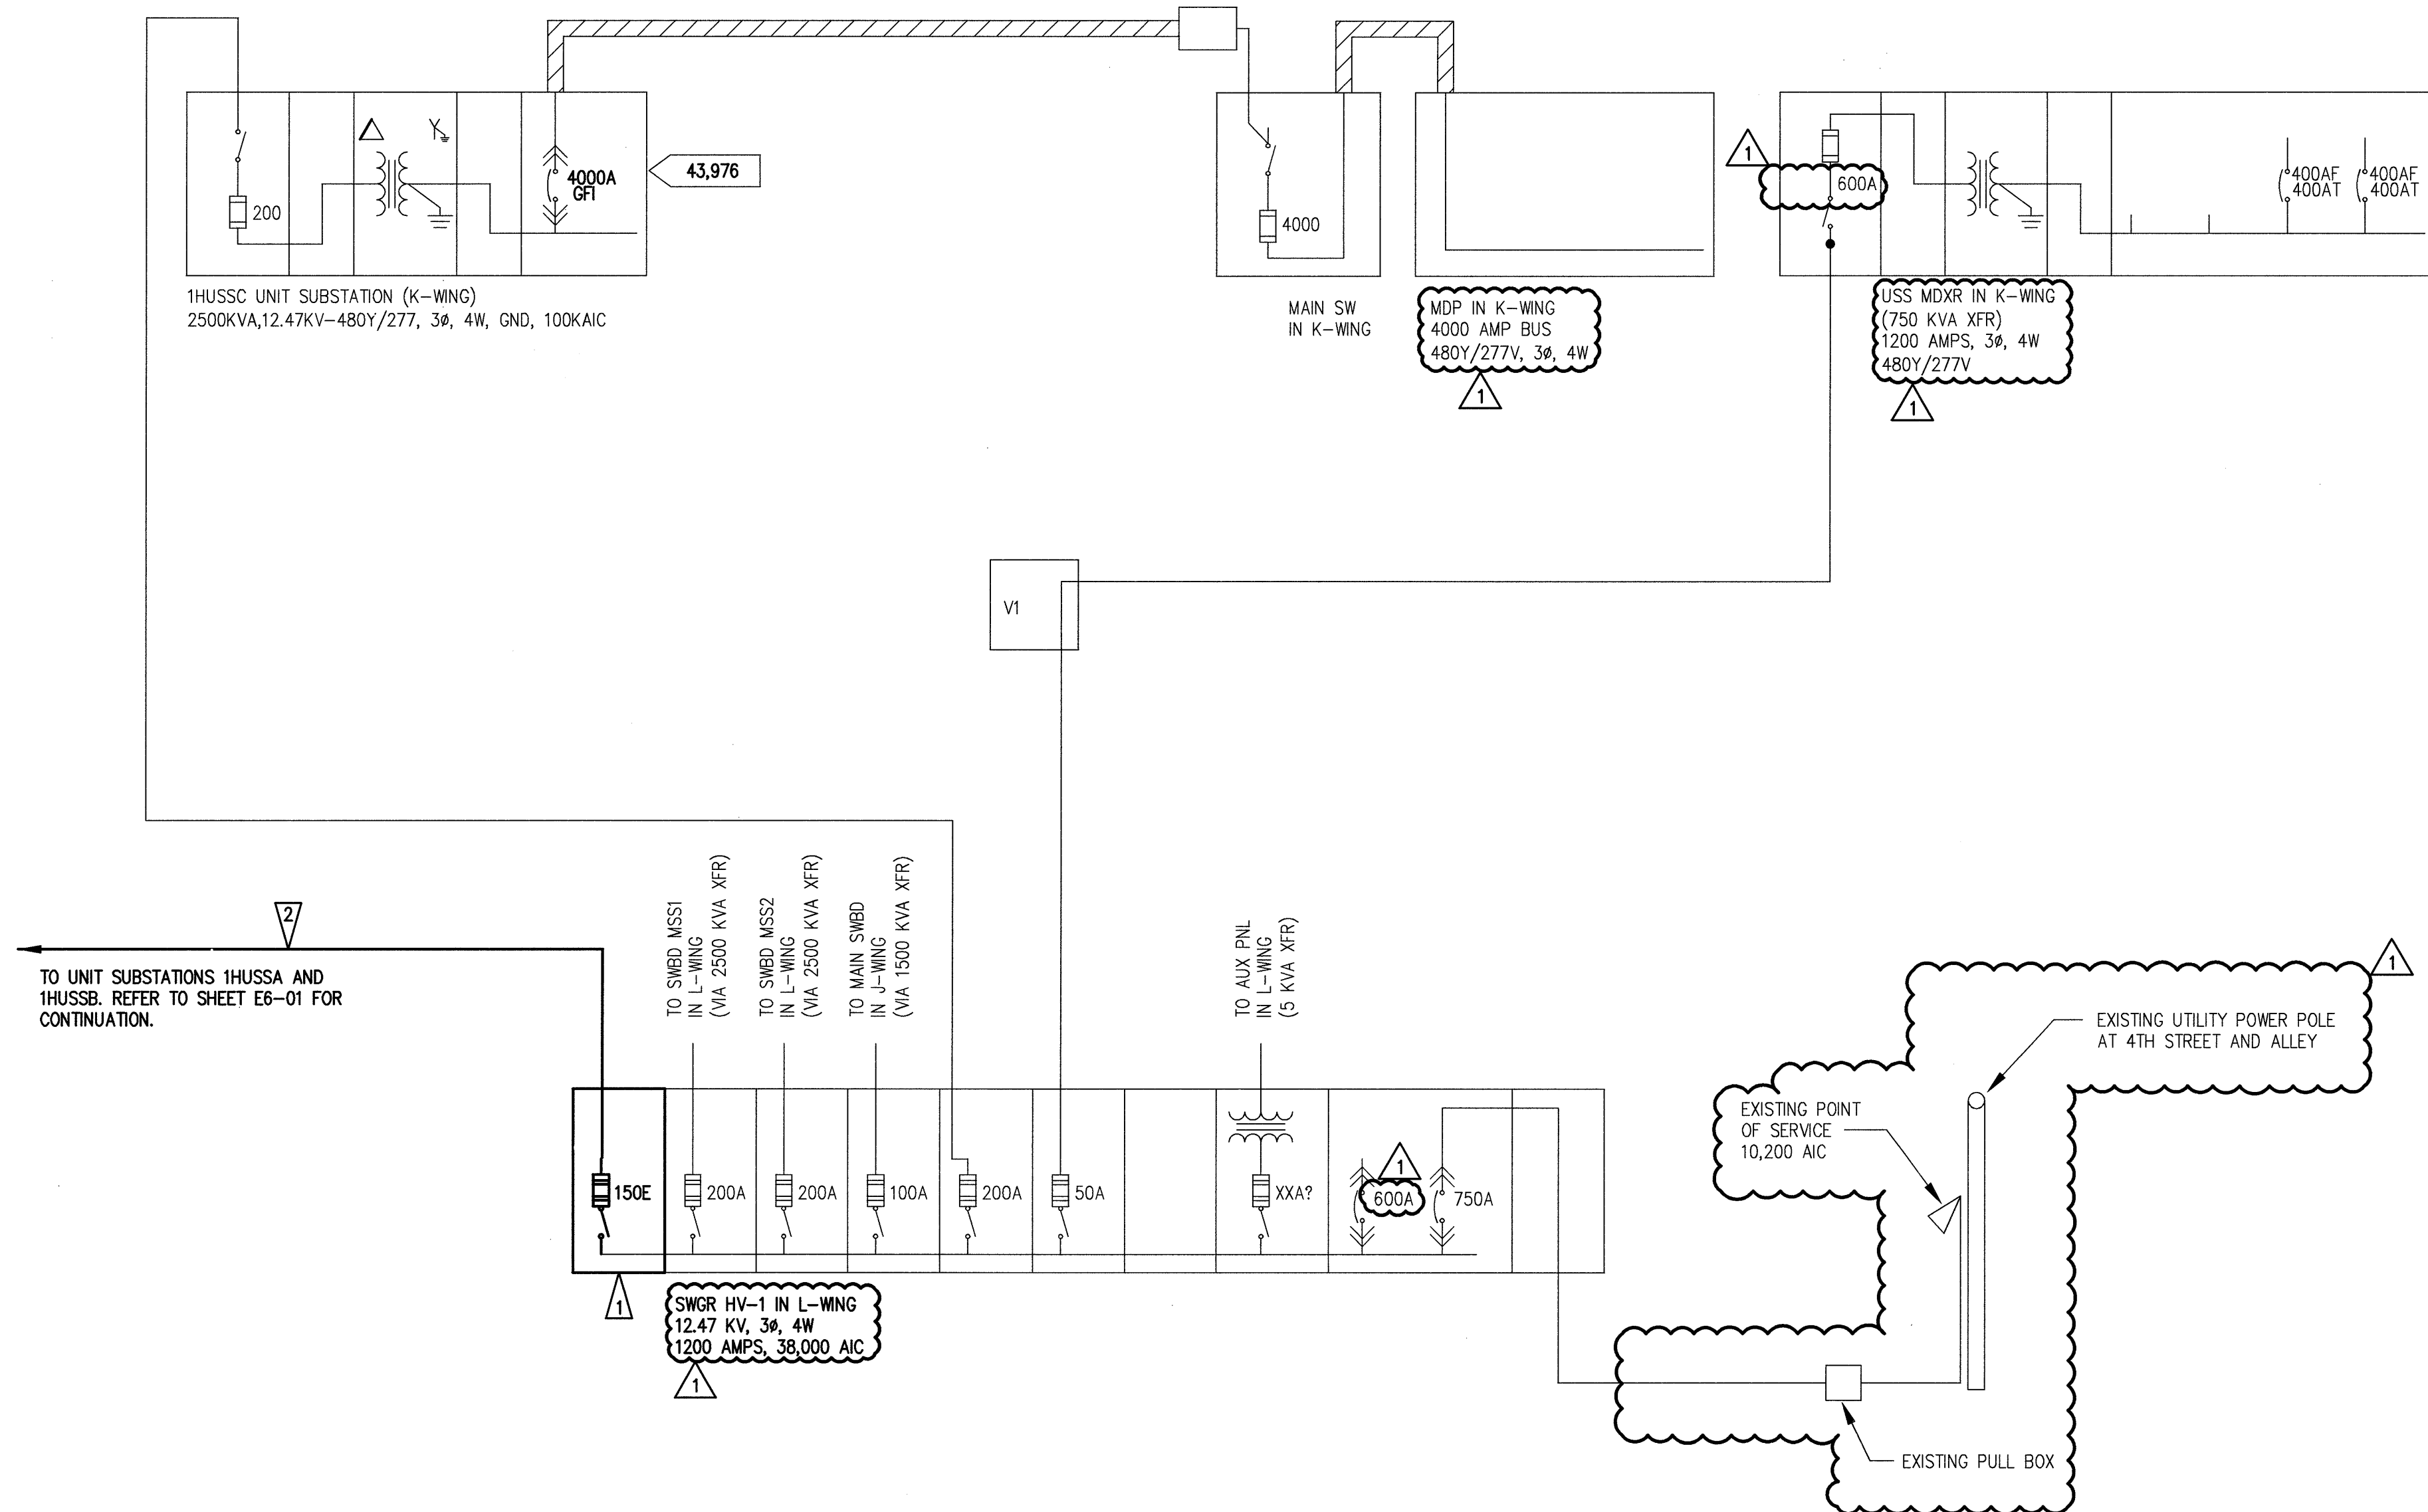 200
4000A
GFI
43,976
1HUSSC UNIT SUBSTATION (K-WING)
2500KVA,12.47KV-480Y/277, 3ø, 4W, GND, 100KAIC
4000
MAIN SW
IN K-WING
MDP IN K-WING
4000 AMP BUS
480Y/277V, 3ø, 4W
1
1
600A
400AF
400AT
400AF
400AT
USS MDXR IN K-WING
(750 KVA XFR)
1200 AMPS, 3ø, 4W
480Y/277V
1
V1
2
TO UNIT SUBSTATIONS 1HUSSA AND
1HUSSB. REFER TO SHEET E6-01 FOR
CONTINUATION.
TO SWBD MSS1
IN L-WING
(VIA 2500 KVA XFR)
TO SWBD MSS2
IN L-WING
(VIA 2500 KVA XFR)
TO MAIN SWBD
IN J-WING
(VIA 1500 KVA XFR)
TO AUX PNL
IN L-WING
(5 KVA XFR)
150E
200A
200A
100A
200A
50A
XXA?
1
600A
750A
1
SWGR HV-1 IN L-WING
12.47 KV, 3ø, 4W
1200 AMPS, 38,000 AIC
1
1
EXISTING UTILITY POWER POLE
AT 4TH STREET AND ALLEY
EXISTING POINT
OF SERVICE
10,200 AIC
EXISTING PULL BOX